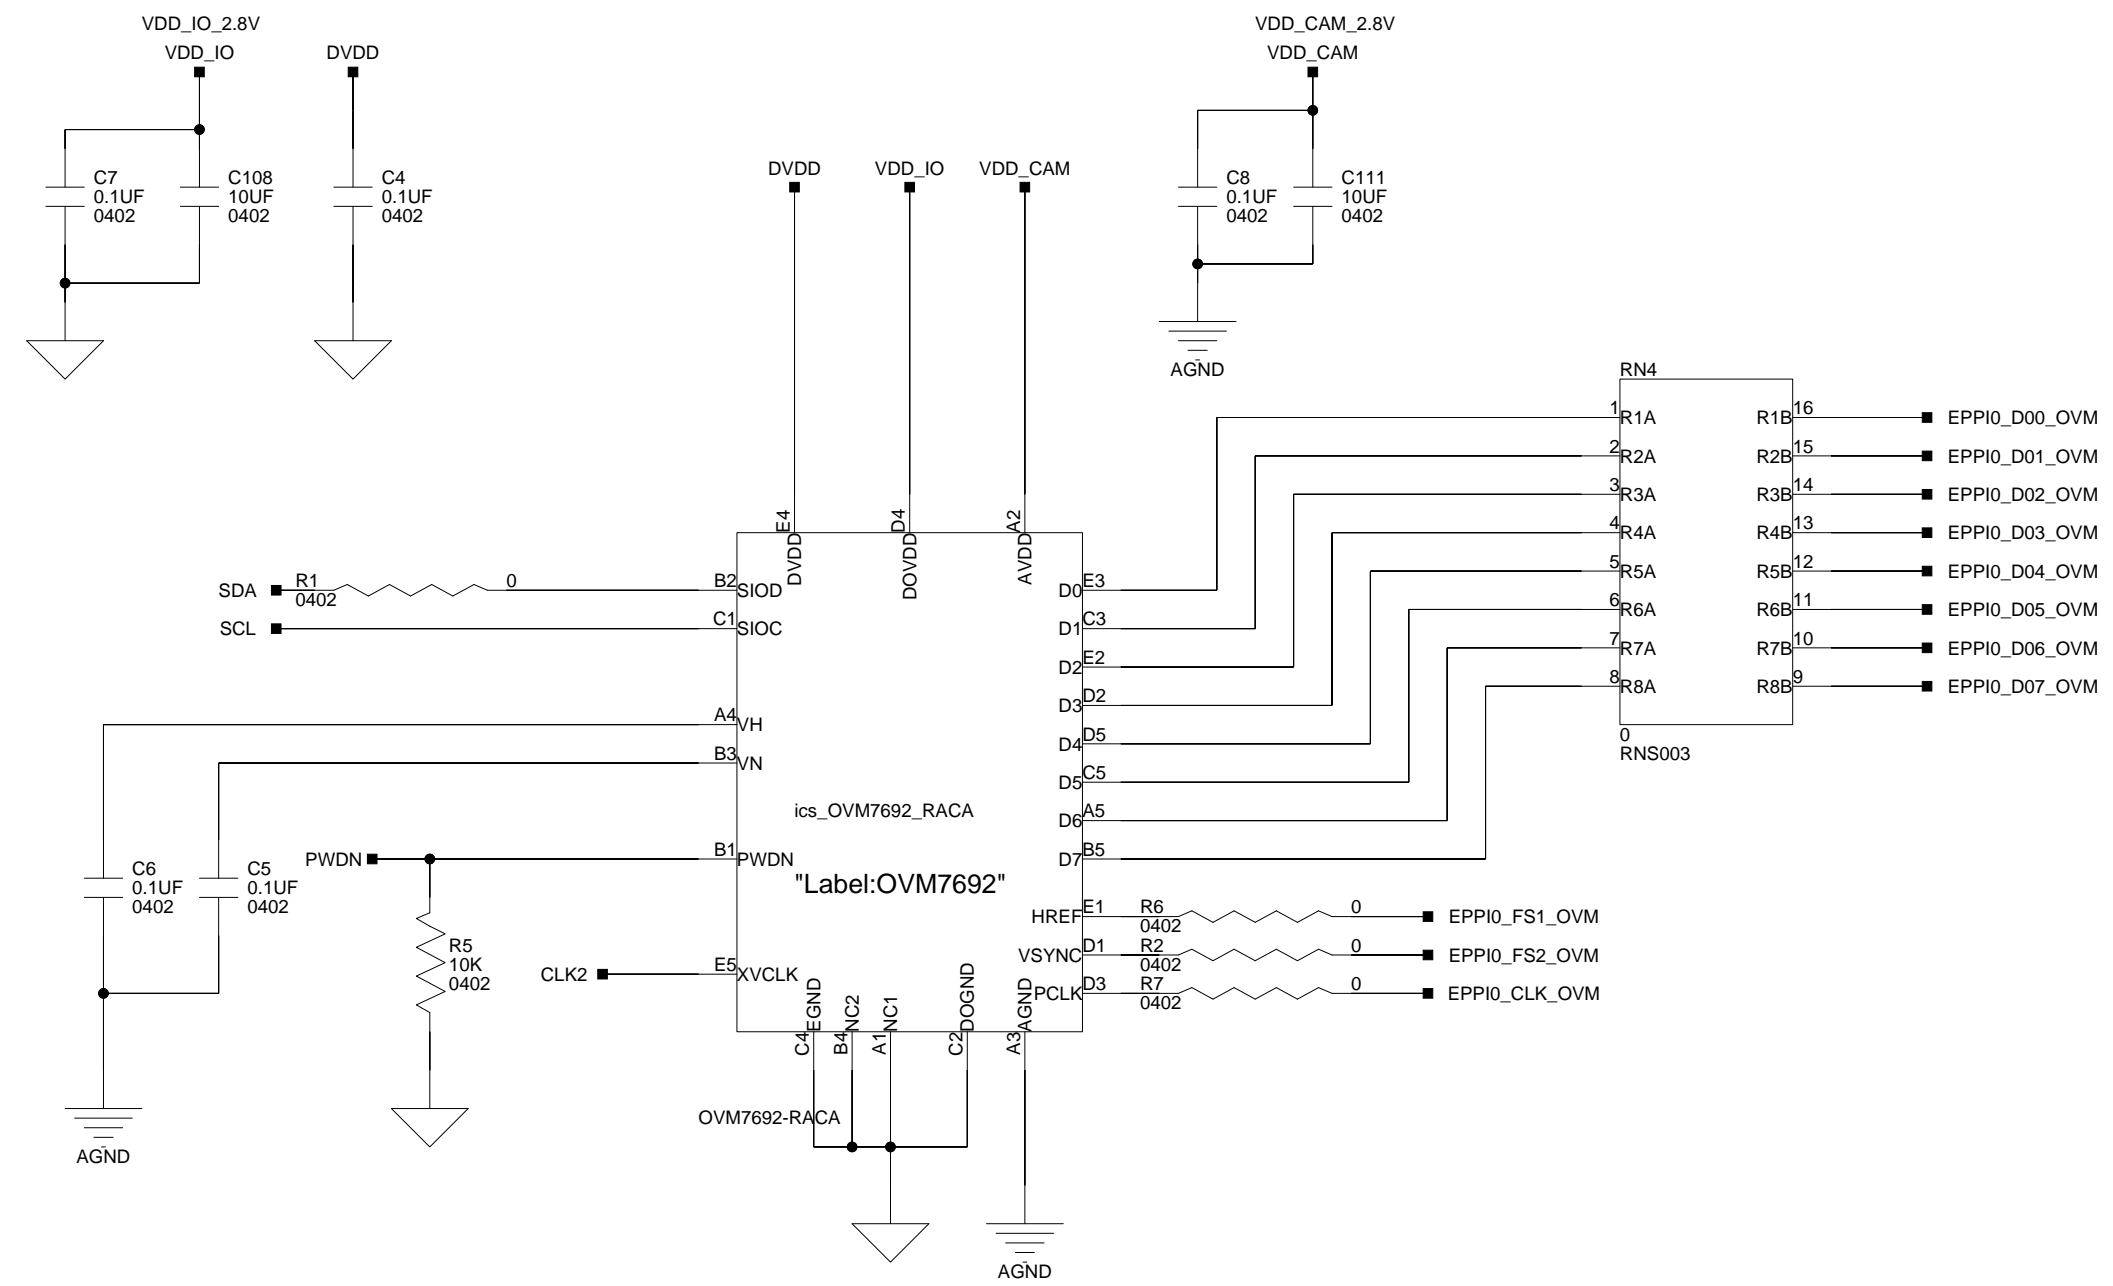 VDD_IO_2.8V
VDD_IO
DVDD
VDD_CAM_2.8V
VDD_CAM
C7
0.1UF
0402
C108
10UF
0402
C4
0.1UF
0402
DVDD
VDD_IO
VDD_CAM
C8
0.1UF
0402
C111
10UF
0402
AGND
RN4
1 R1A R1B 16 EPPI0_D00_OVM
2 R2A R2B 15 EPPI0_D01_OVM
3 R3A R3B 14 EPPI0_D02_OVM
4 R4A R4B 13 EPPI0_D03_OVM
5 R5A R5B 12 EPPI0_D04_OVM
6 R6A R6B 11 EPPI0_D05_OVM
7 R7A R7B 10 EPPI0_D06_OVM
8 R8A R8B 9 EPPI0_D07_OVM
0
RNS003
E4 DVDD
D4 DOVDD
A2 AVDD
SDA R1 0 B2 SIOD
0402
SCL C1 SIOC
A4 VH
B3 VN
PWDN B1 PWDN
CLK2 E5 XVCLK
D0 E3
D1 C3
D2 E2
D3 D2
D4 D5
D5 C5
D6 A5
D7 B5
ics_OVM7692_RACA
"Label:OVM7692"
HREF E1 R6 0 EPPI0_FS1_OVM
0402
VSYNC D1 R2 0 EPPI0_FS2_OVM
0402
PCLK D3 R7 0 EPPI0_CLK_OVM
0402
C6
0.1UF
0402
C5
0.1UF
0402
R5
10K
0402
C4 EGND
B4 NC2
A1 NC1
C2 DOGND
A3 AGND
OVM7692-RACA
AGND
AGND